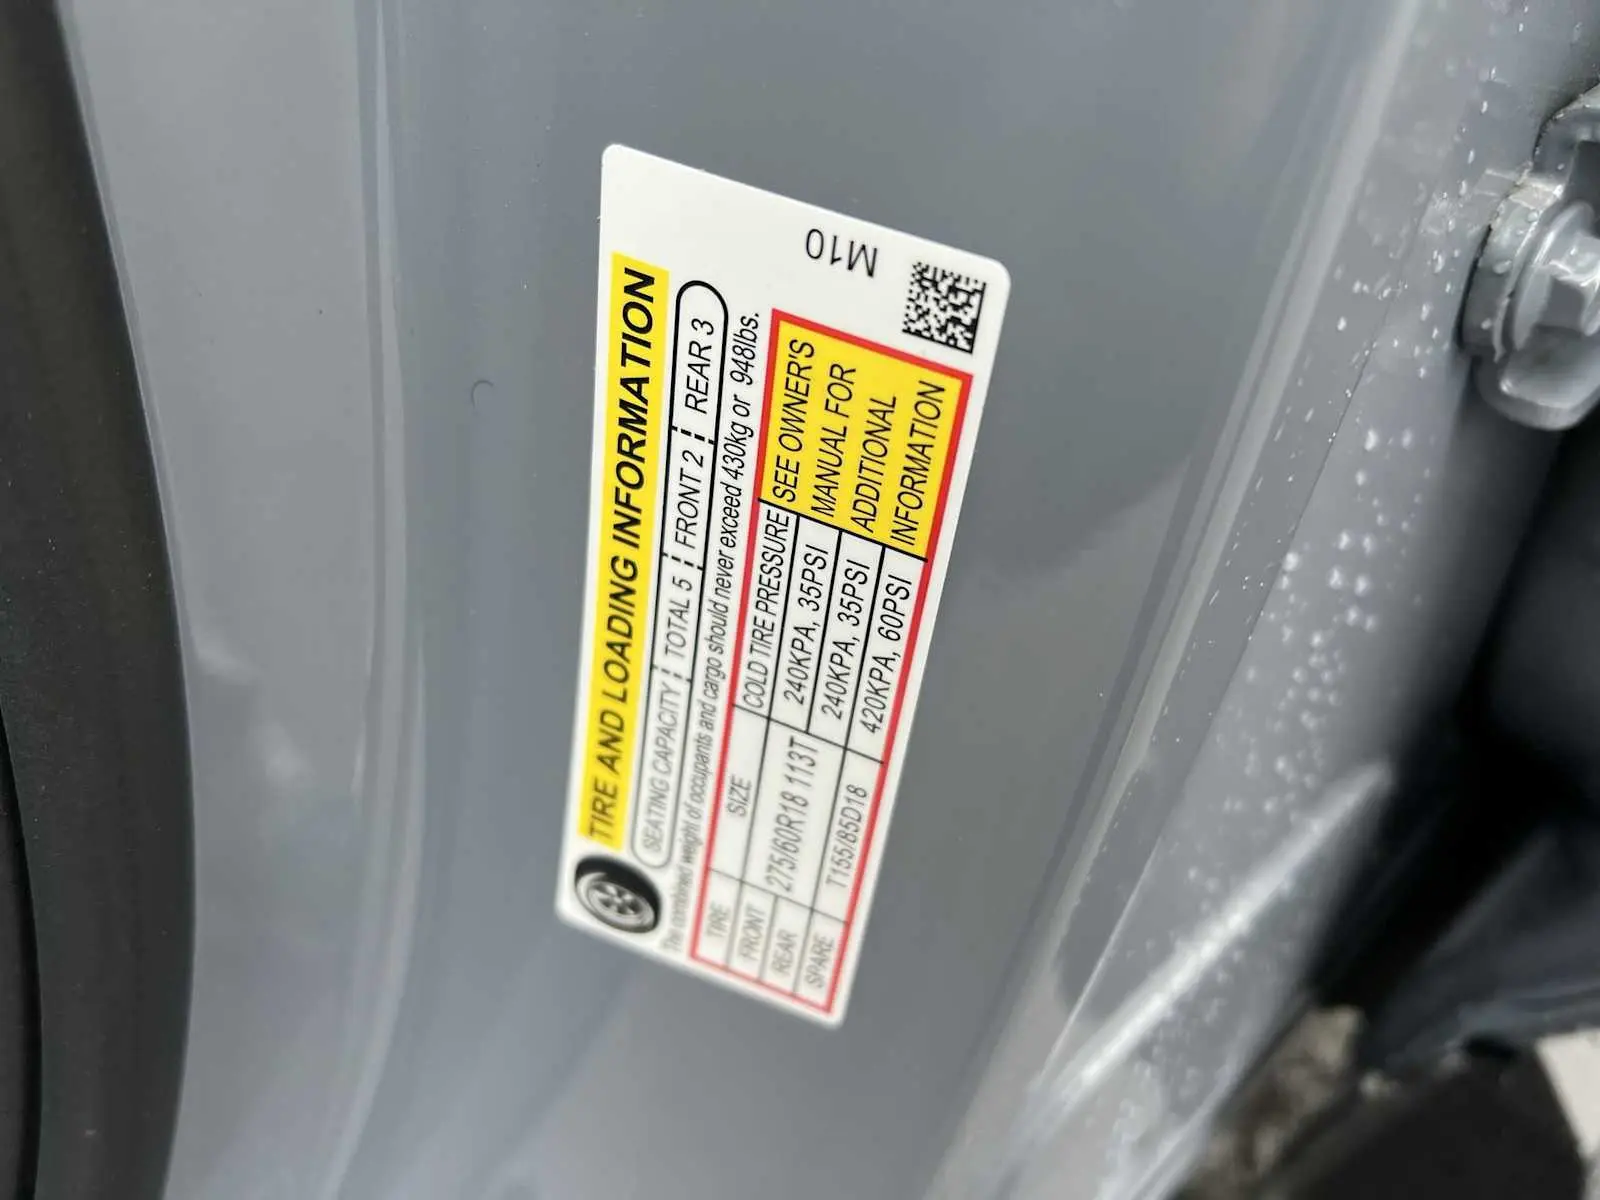 TIRE AND LOADING INFORMATION
SEATING CAPACITY TOTAL 5 FRONT 2 REAR 3
The combined weight of occupants and cargo should never exceed 430kg or 948lbs.
TIRE SIZE COLD TIRE PRESSURE
FRONT 275/60R18 113T 240KPA, 35PSI
REAR 240KPA, 35PSI
SPARE T155/85D18 420KPA, 60PSI
SEE OWNER'S
MANUAL FOR
ADDITIONAL
INFORMATION
M10